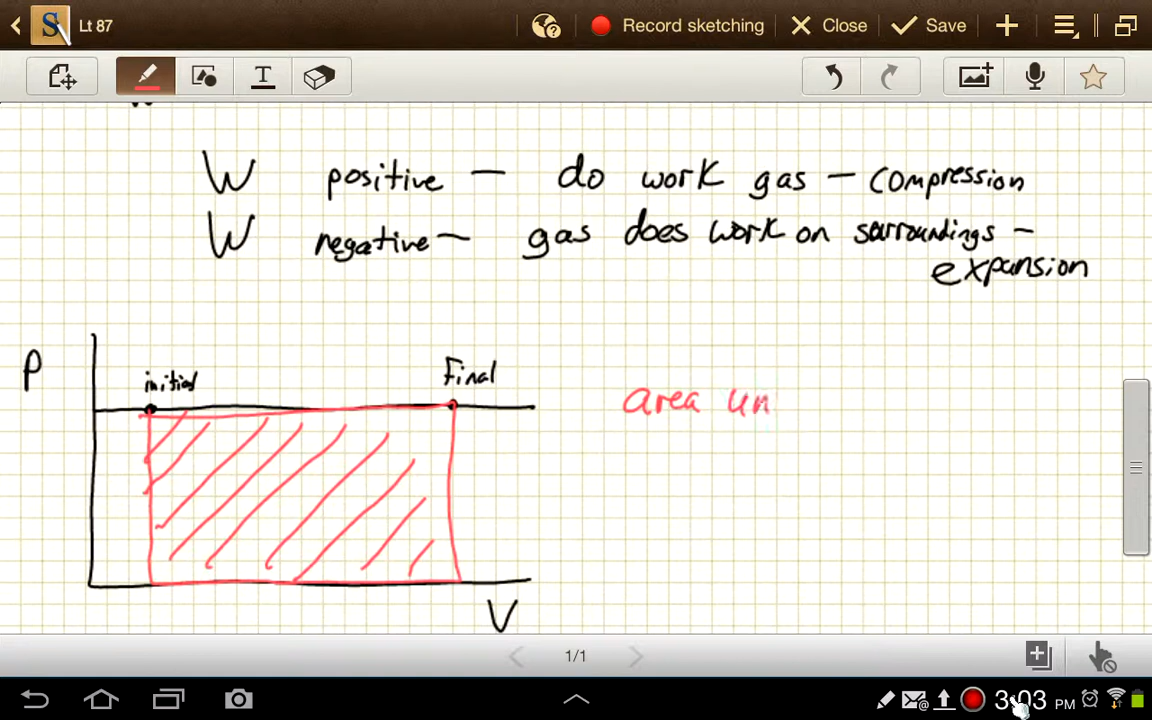 S Lt 87 Record sketching Close Save
T
W positive - do work gas - compression
W negative - gas does work on surroundings -
expansion
P
initial Final
area un
V
1/1
3:03 PM